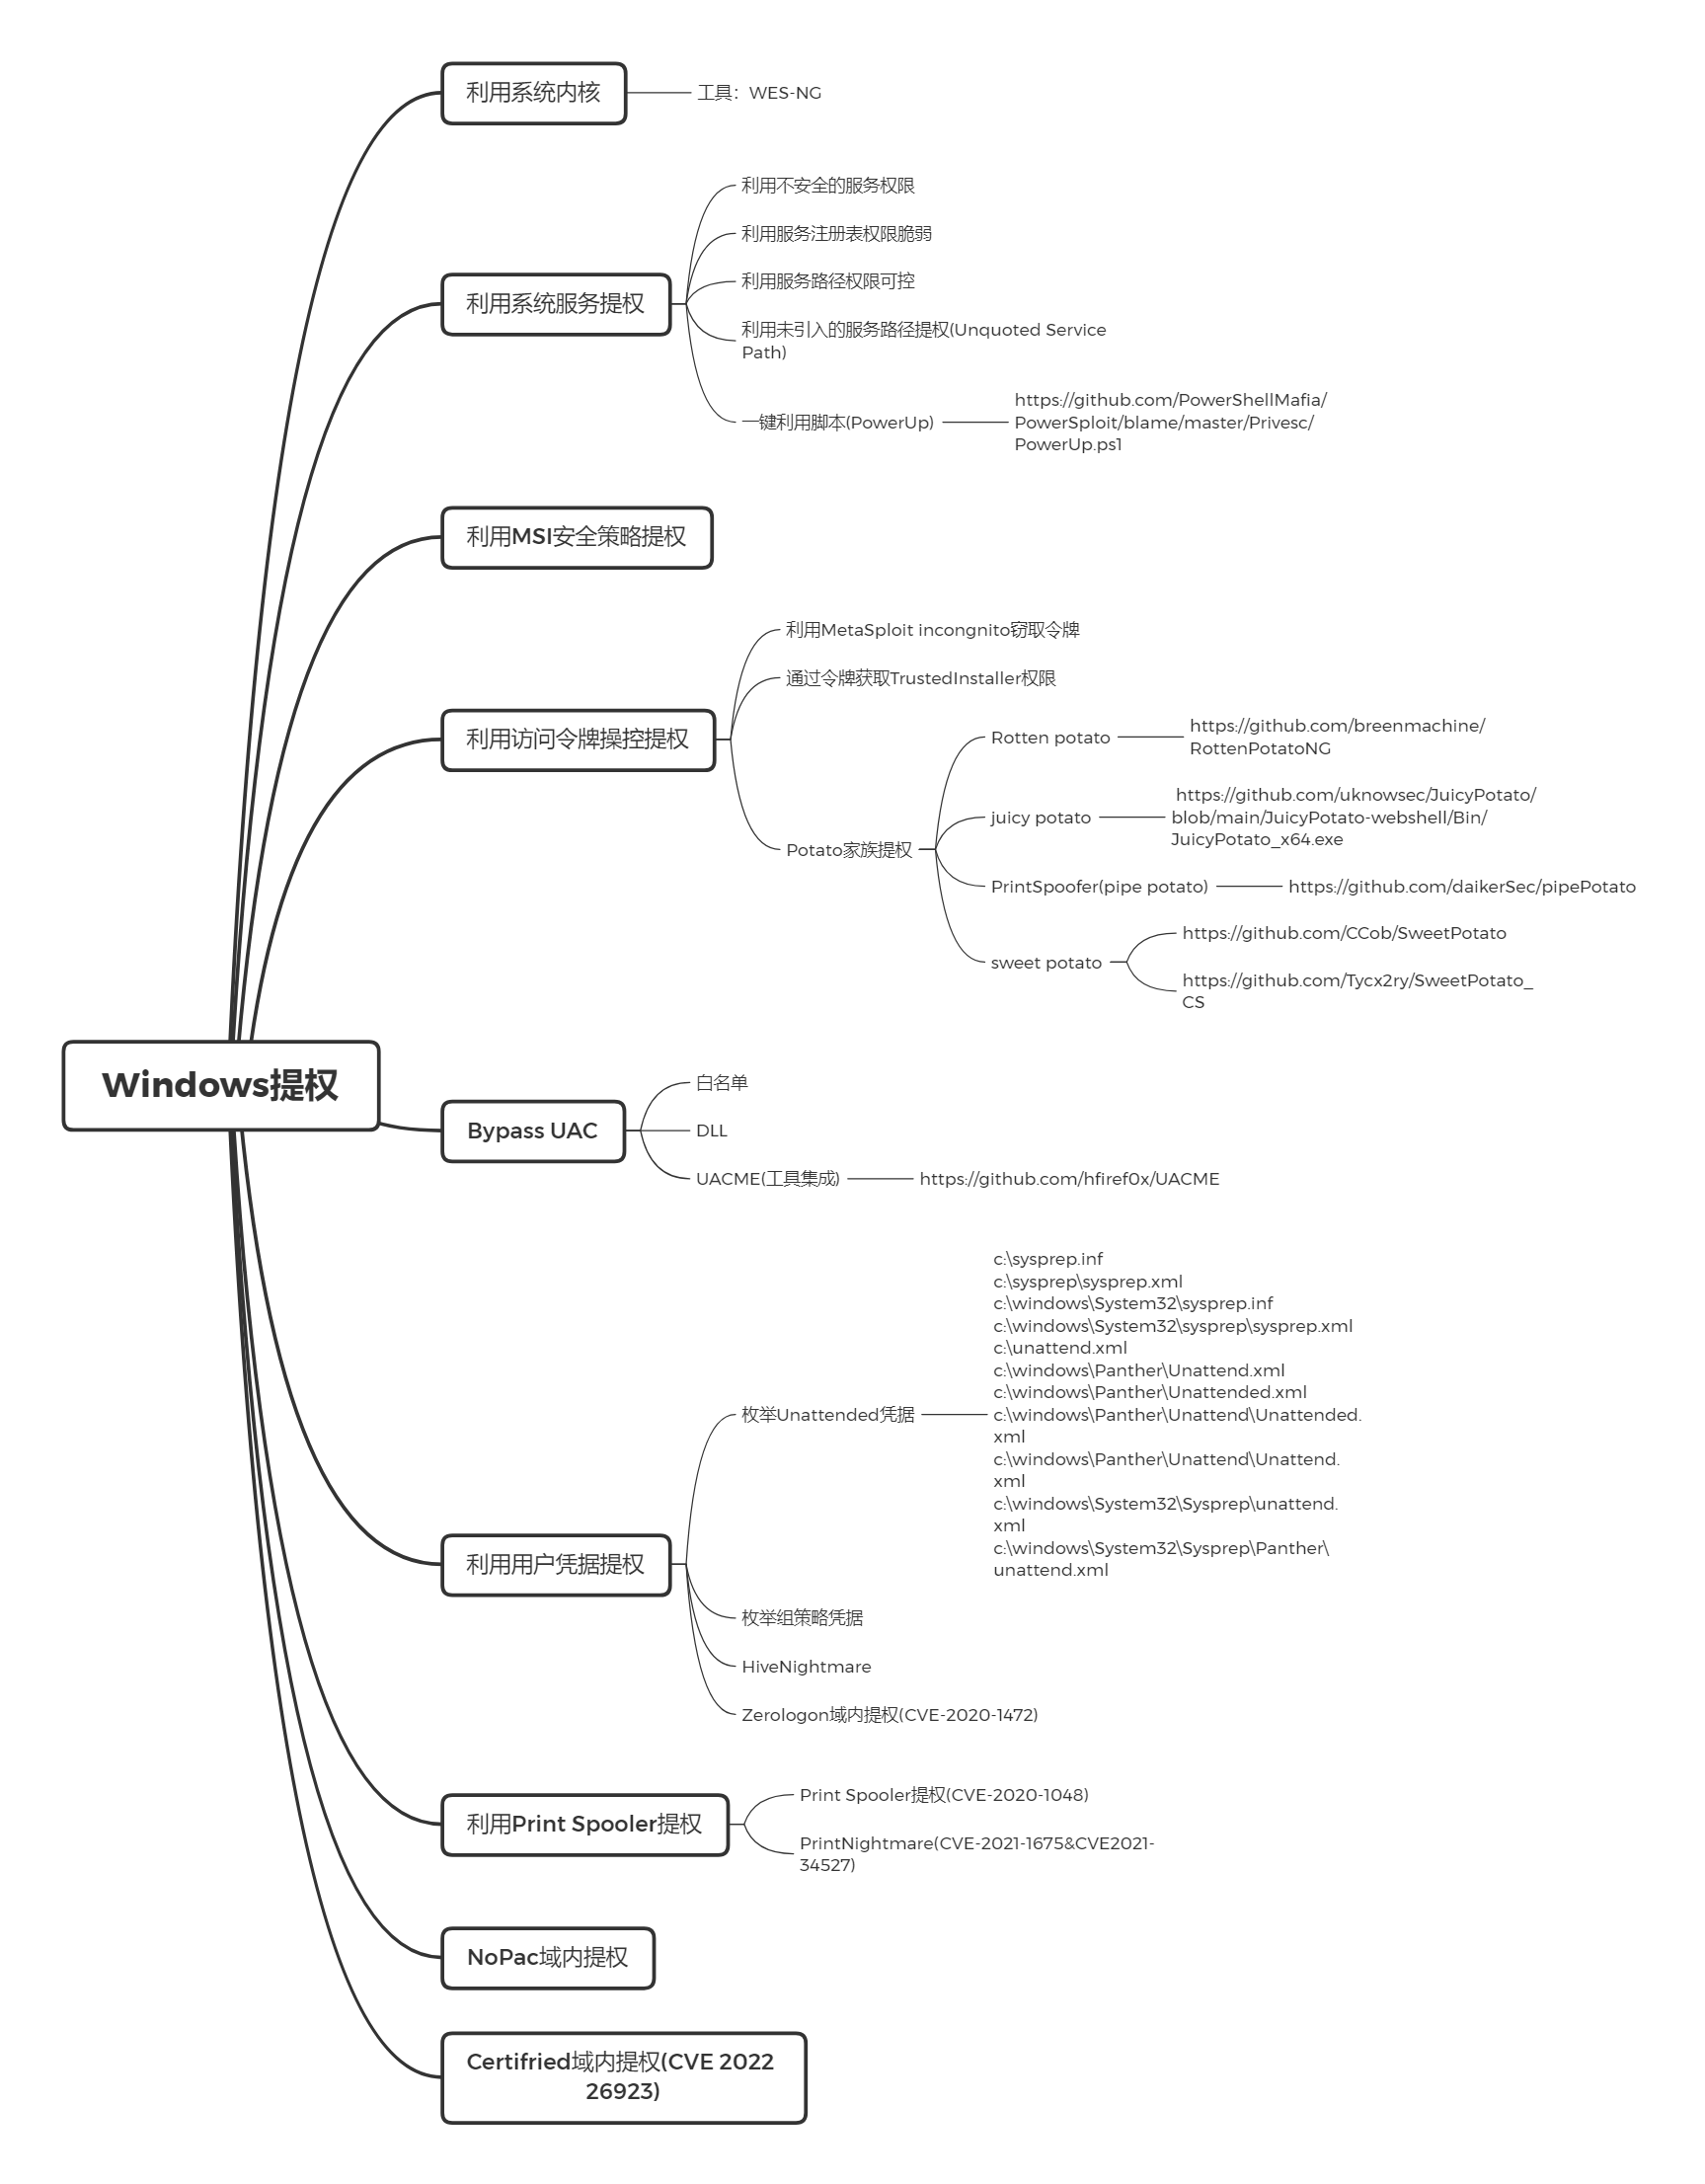 利用系统内核
工具：WES-NG
利用系统服务提权
利用不安全的服务权限
利用服务注册表权限脆弱
利用服务路径权限可控
利用未引入的服务路径提权(Unquoted Service
Path)
一键利用脚本(PowerUp)
https://github.com/PowerShellMafia/
PowerSploit/blame/master/Privesc/
PowerUp.ps1
利用MSI安全策略提权
利用访问令牌操控提权
利用MetaSploit incongnito窃取令牌
通过令牌获取TrustedInstaller权限
Potato家族提权
Rotten potato
https://github.com/breenmachine/
RottenPotatoNG
juicy potato
https://github.com/uknowsec/JuicyPotato/
blob/main/JuicyPotato-webshell/Bin/
JuicyPotato_x64.exe
PrintSpoofer(pipe potato)
https://github.com/daikerSec/pipePotato
sweet potato
https://github.com/CCob/SweetPotato
https://github.com/Tycx2ry/SweetPotato_
CS
Windows提权
Bypass UAC
白名单
DLL
UACME(工具集成)
https://github.com/hfiref0x/UACME
利用用户凭据提权
枚举Unattended凭据
c:\sysprep.inf
c:\sysprep\sysprep.xml
c:\windows\System32\sysprep.inf
c:\windows\System32\sysprep\sysprep.xml
c:\unattend.xml
c:\windows\Panther\Unattend.xml
c:\windows\Panther\Unattended.xml
c:\windows\Panther\Unattend\Unattended.
xml
c:\windows\Panther\Unattend\Unattend.
xml
c:\windows\System32\Sysprep\unattend.
xml
c:\windows\System32\Sysprep\Panther\
unattend.xml
枚举组策略凭据
HiveNightmare
Zerologon域内提权(CVE-2020-1472)
利用Print Spooler提权
Print Spooler提权(CVE-2020-1048)
PrintNightmare(CVE-2021-1675&CVE2021-
34527)
NoPac域内提权
Certifried域内提权(CVE 2022
26923)